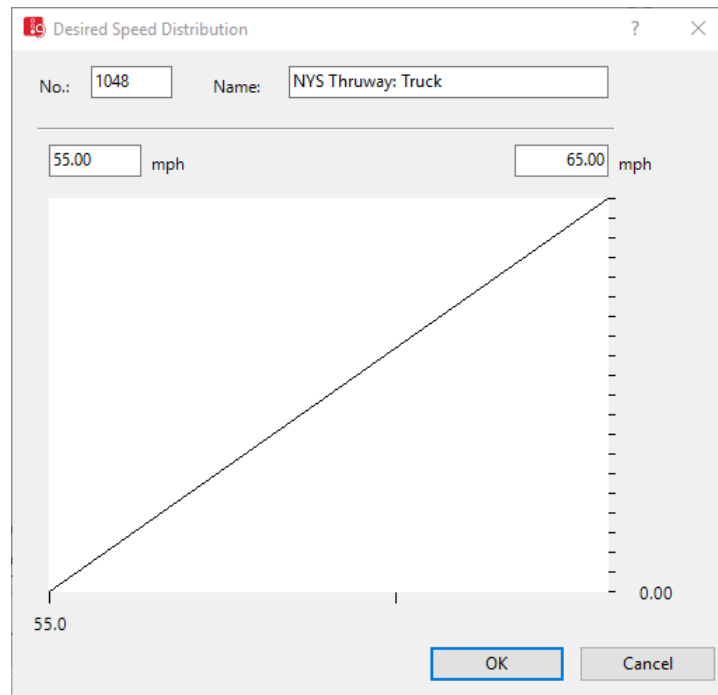 Desired Speed Distribution ? ×
No.: 1048 Name: NYS Thruway: Truck
55.00 mph 65.00 mph
0.00
55.0
OK Cancel